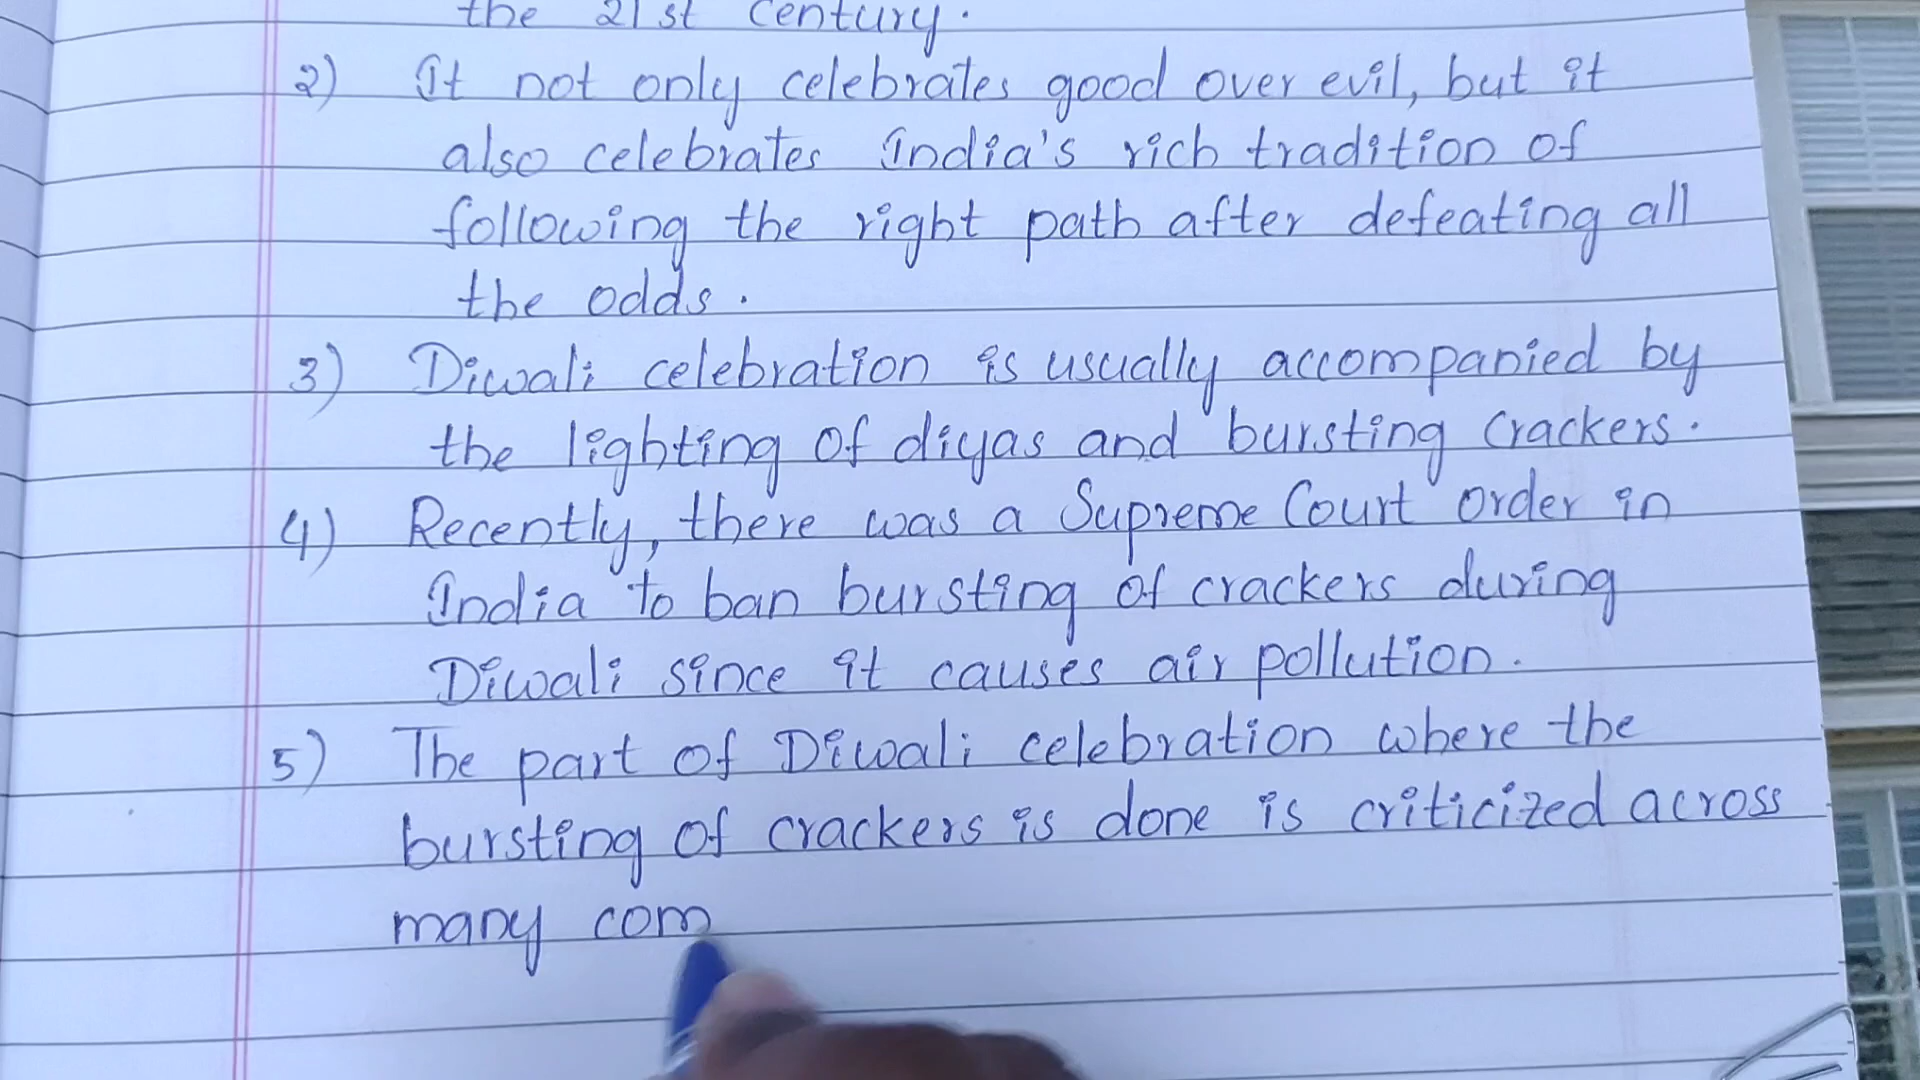 the 21st century.
2) It not only celebrates good over evil, but it
also celebrates India's rich tradition of
following the right path after defeating all
the odds.
3) Diwali celebration is usually accompanied by
the lighting of diyas and bursting crackers.
4) Recently, there was a Supreme Court order in
India to ban bursting of crackers during
Diwali since it causes air pollution.
5) The part of Diwali celebration where the
bursting of crackers is done is criticized across
many com